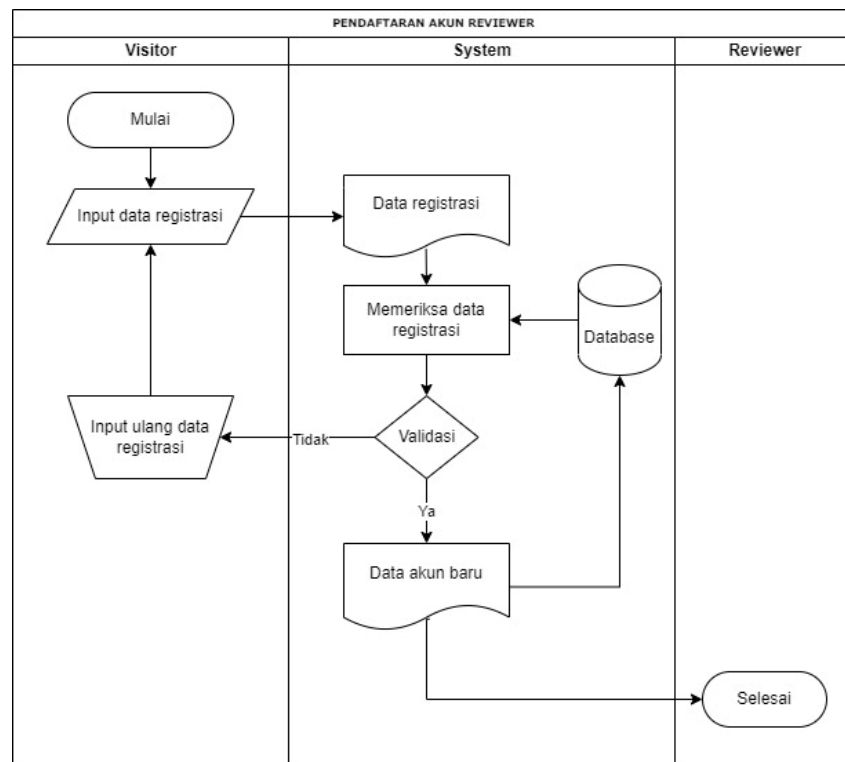 PENDAFTARAN AKUN REVIEWER
Visitor
System
Reviewer
Mulai
Input data registrasi
Data registrasi
Memeriksa data
registrasi
Database
Input ulang data
registrasi
Tidak
Validasi
Ya
Data akun baru
Selesai